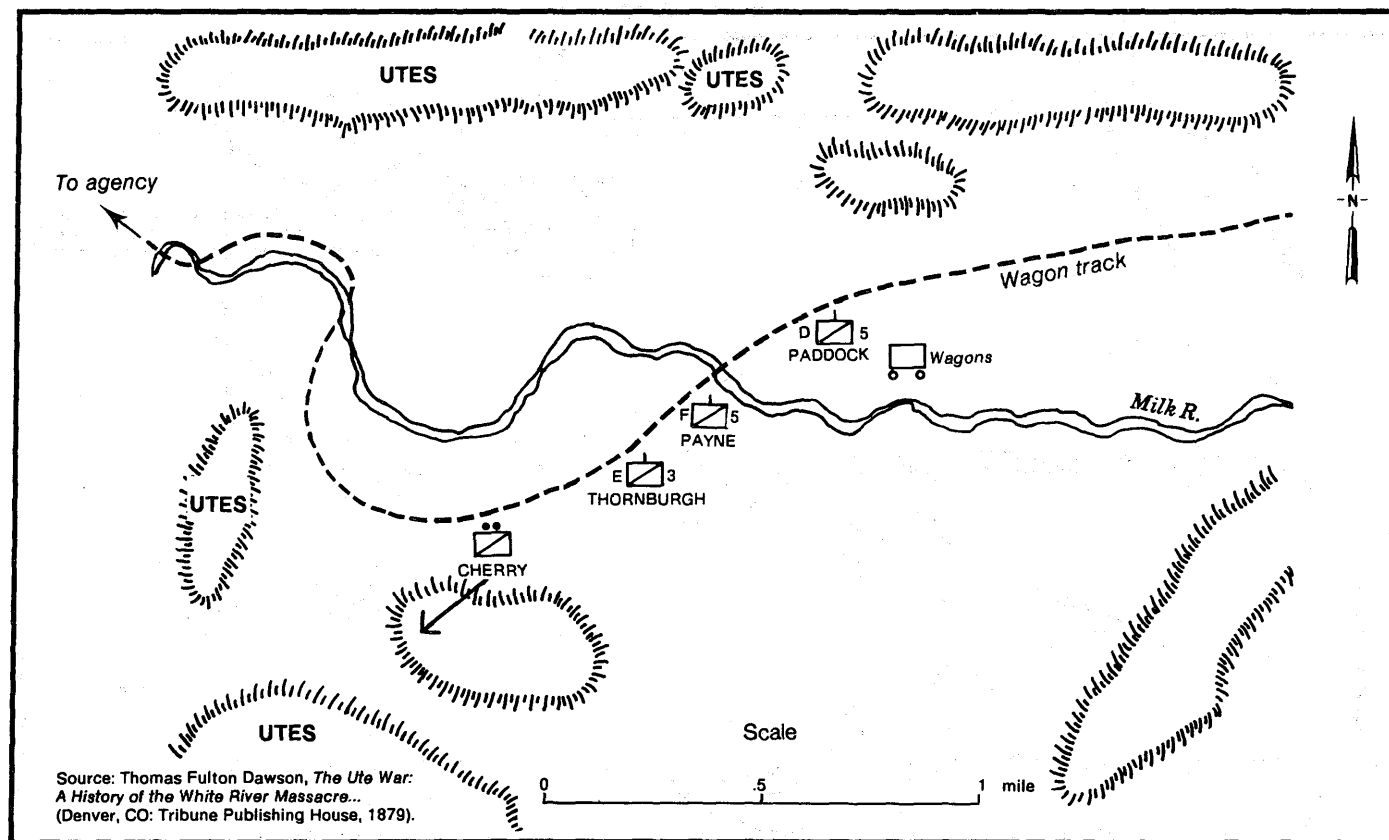 UTES
UTES
To agency
-N-
Wagon track
D 5
PADDOCK
Wagons
Milk R.
F 5
PAYNE
E 3
THORNBURGH
UTES
CHERRY
UTES
Scale
0 .5 1 mile
Source: Thomas Fulton Dawson, The Ute War:
A History of the White River Massacre...
(Denver, CO: Tribune Publishing House, 1879).